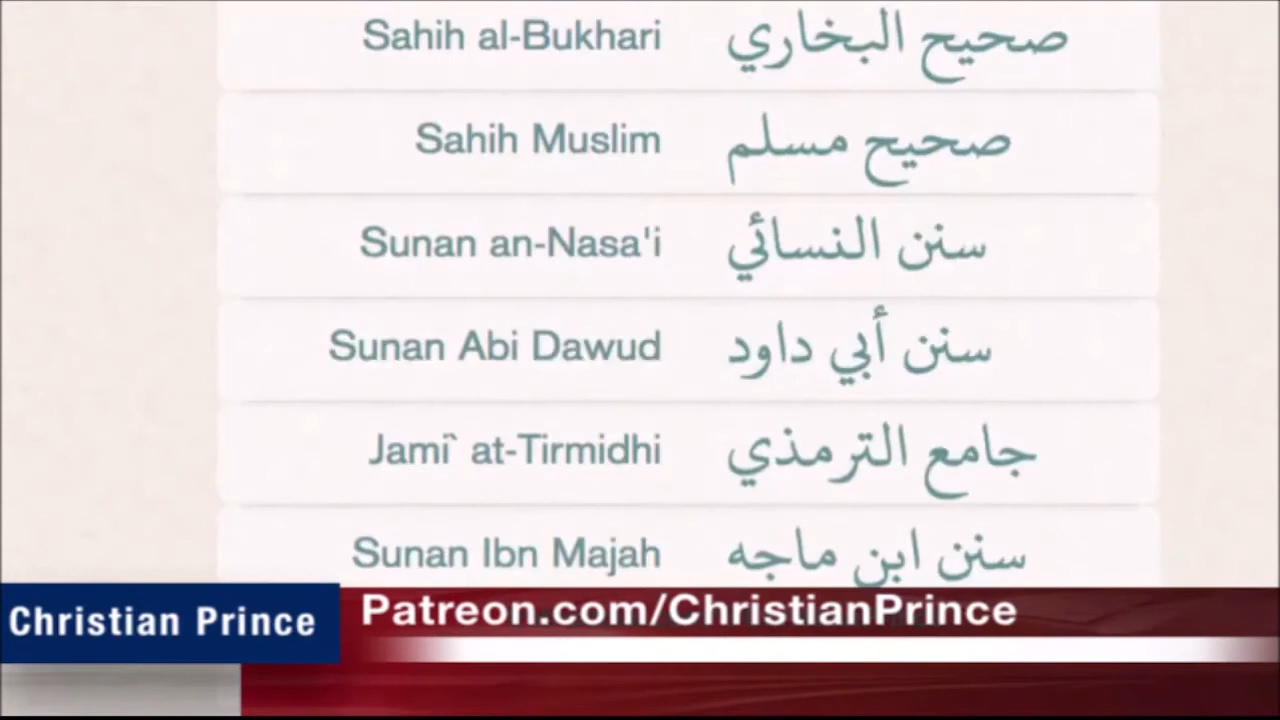 Sahih al-Bukhari صحيح البخاري
Sahih Muslim صحيح مسلم
Sunan an-Nasa'i سنن النسائي
Sunan Abi Dawud سنن أبي داود
Jami` at-Tirmidhi جامع الترمذي
Sunan Ibn Majah سنن ابن ماجه
Christian Prince
Patreon.com/ChristianPrince